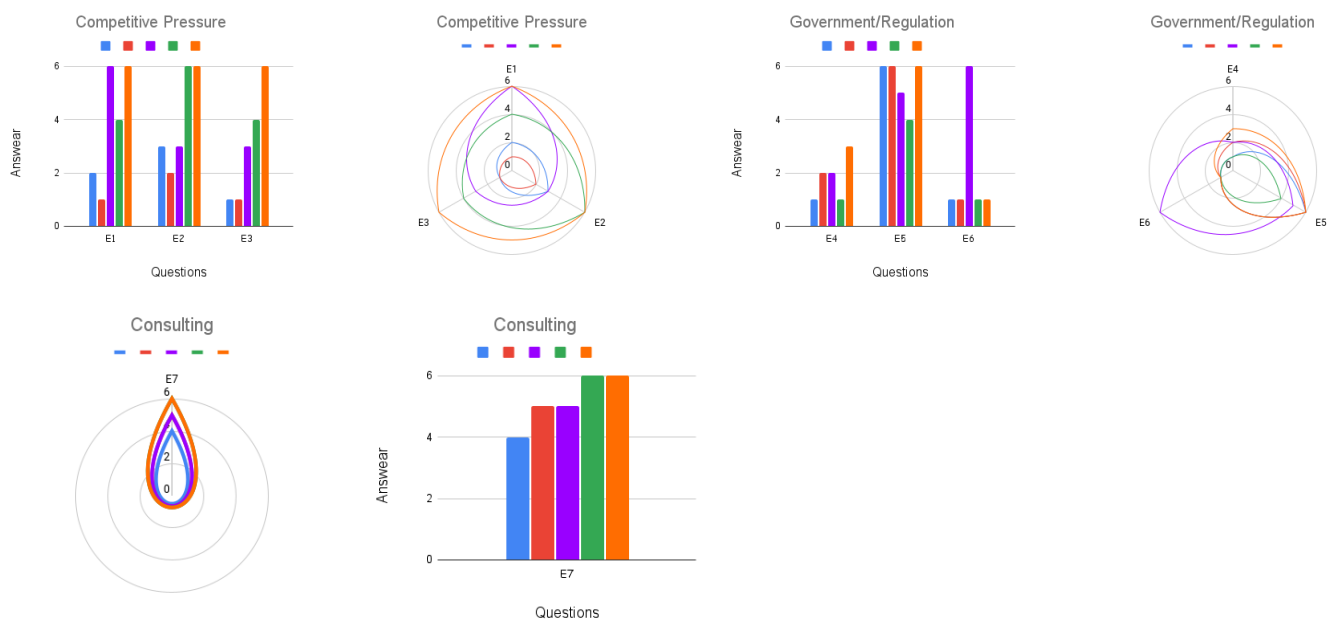 Competitive Pressure
6
4
2
0
Answear
E1
E2
E3
Questions
Competitive Pressure
E1
6
4
2
0
E3
E2
Government/Regulation
6
4
2
0
Answear
E4
E5
E6
Questions
Government/Regulation
E4
6
4
2
0
E6
E5
Consulting
E7
6
2
0
Consulting
6
4
2
0
Answear
E7
Questions